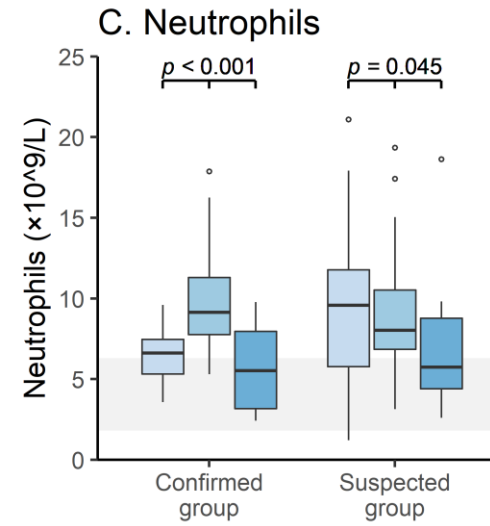 C. Neutrophils
Neutrophils (×10^9/L)
25
20
15
10
5
0
p < 0.001
p = 0.045
Confirmed
group
Suspected
group